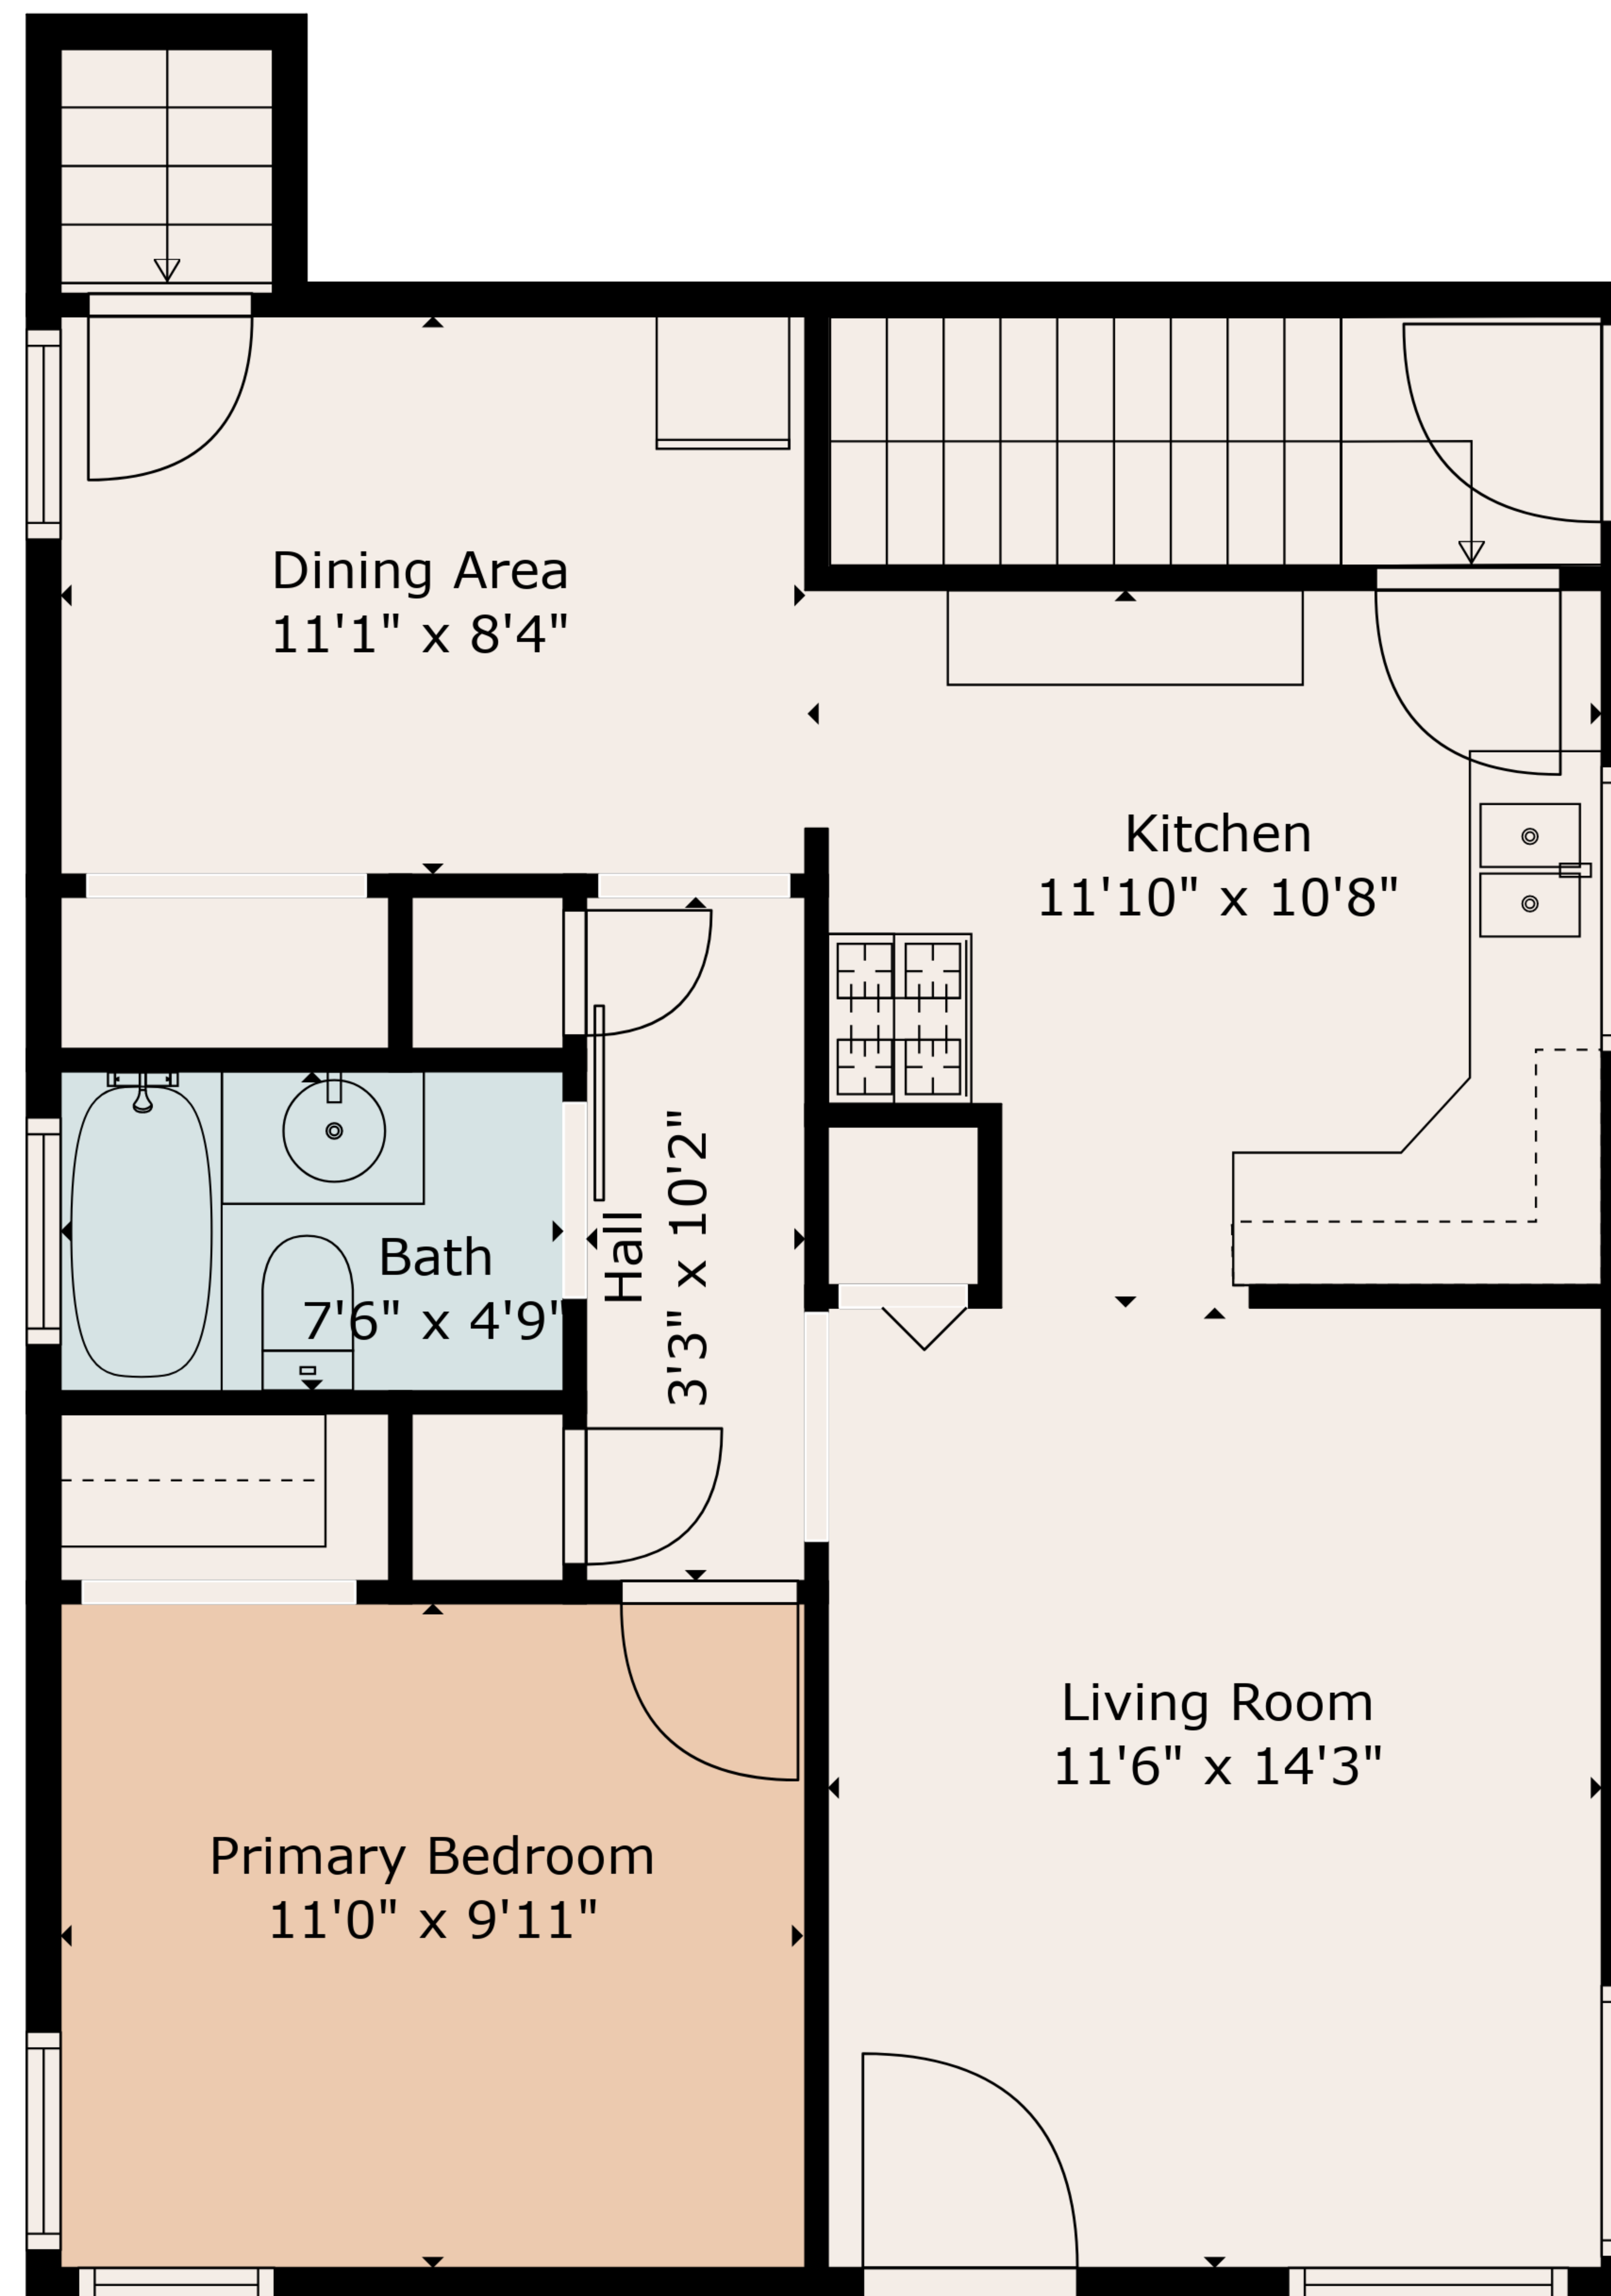 Dining Area
11'1" x 8'4"
Kitchen
11'10" x 10'8"
Bath
7'6" x 4'9"
Hall
3'3" x 10'2"
Living Room
11'6" x 14'3"
Primary Bedroom
11'0" x 9'11"